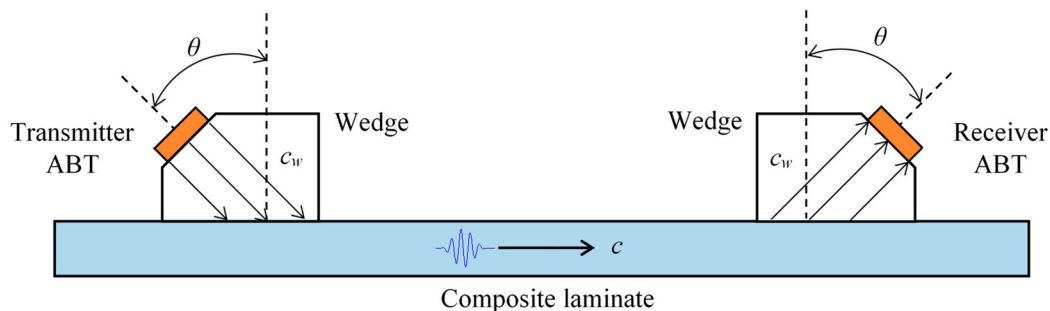 θ
θ
Transmitter
ABT
Wedge
c_w
Wedge
c_w
Receiver
ABT
c
Composite laminate